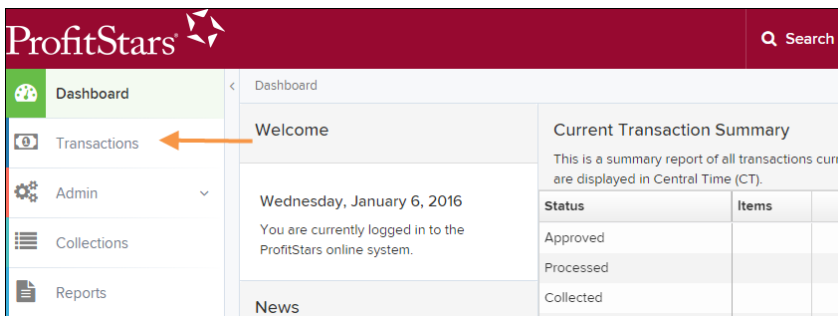 ProfitStars
Search
Dashboard
Transactions
Admin
Collections
Reports
Dashboard
Welcome
Wednesday, January 6, 2016
You are currently logged in to the
ProfitStars online system.
News
Current Transaction Summary
This is a summary report of all transactions
are displayed in Central Time (CT).
Status Items
Approved
Processed
Collected